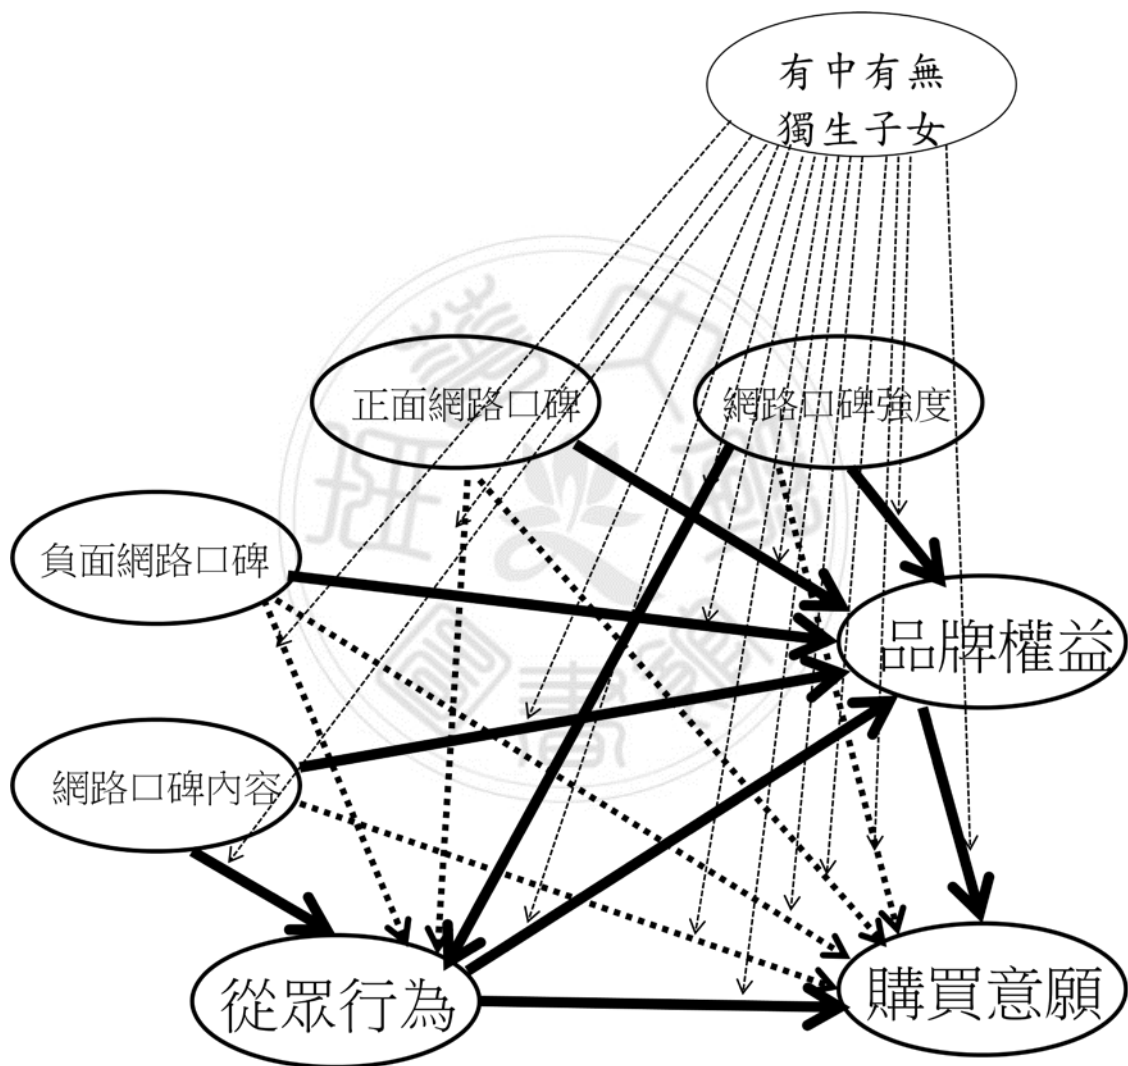 有中有無
獨生子女
正面網路口碑
網路口碑強度
負面網路口碑
品牌權益
網路口碑內容
從眾行為
購買意願